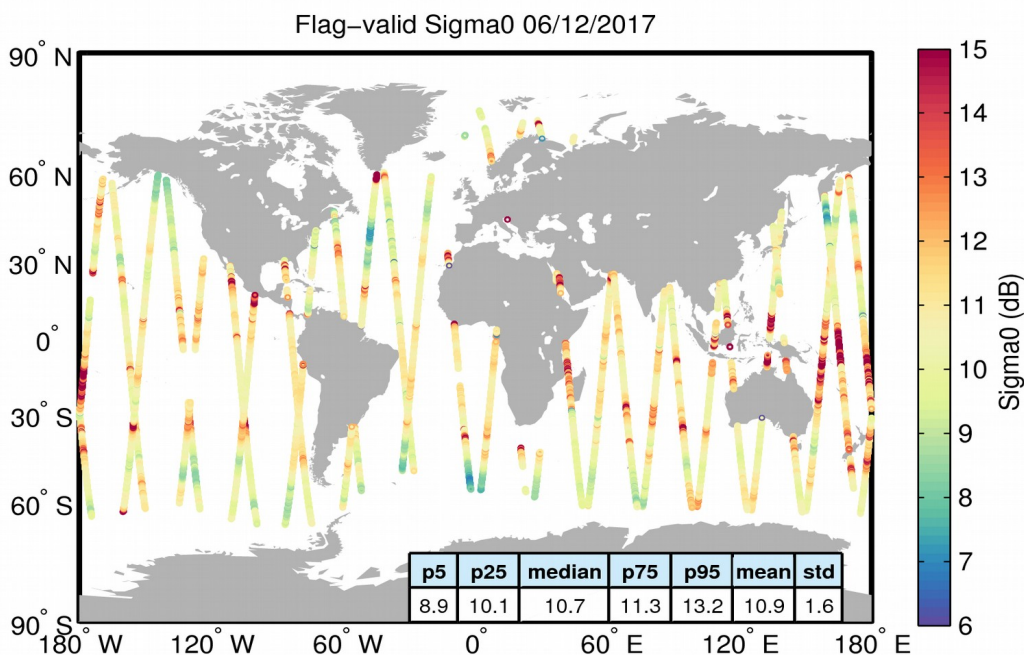 Flag−valid Sigma0 06/12/2017
90° N
60° N
30° N
0°
30° S
60° S
90° S
180° W 120° W 60° W 0° 60° E 120° E 180° E
15
14
13
12
11
10
9
8
7
6
Sigma0 (dB)
p5 p25 median p75 p95 mean std
8.9 10.1 10.7 11.3 13.2 10.9 1.6